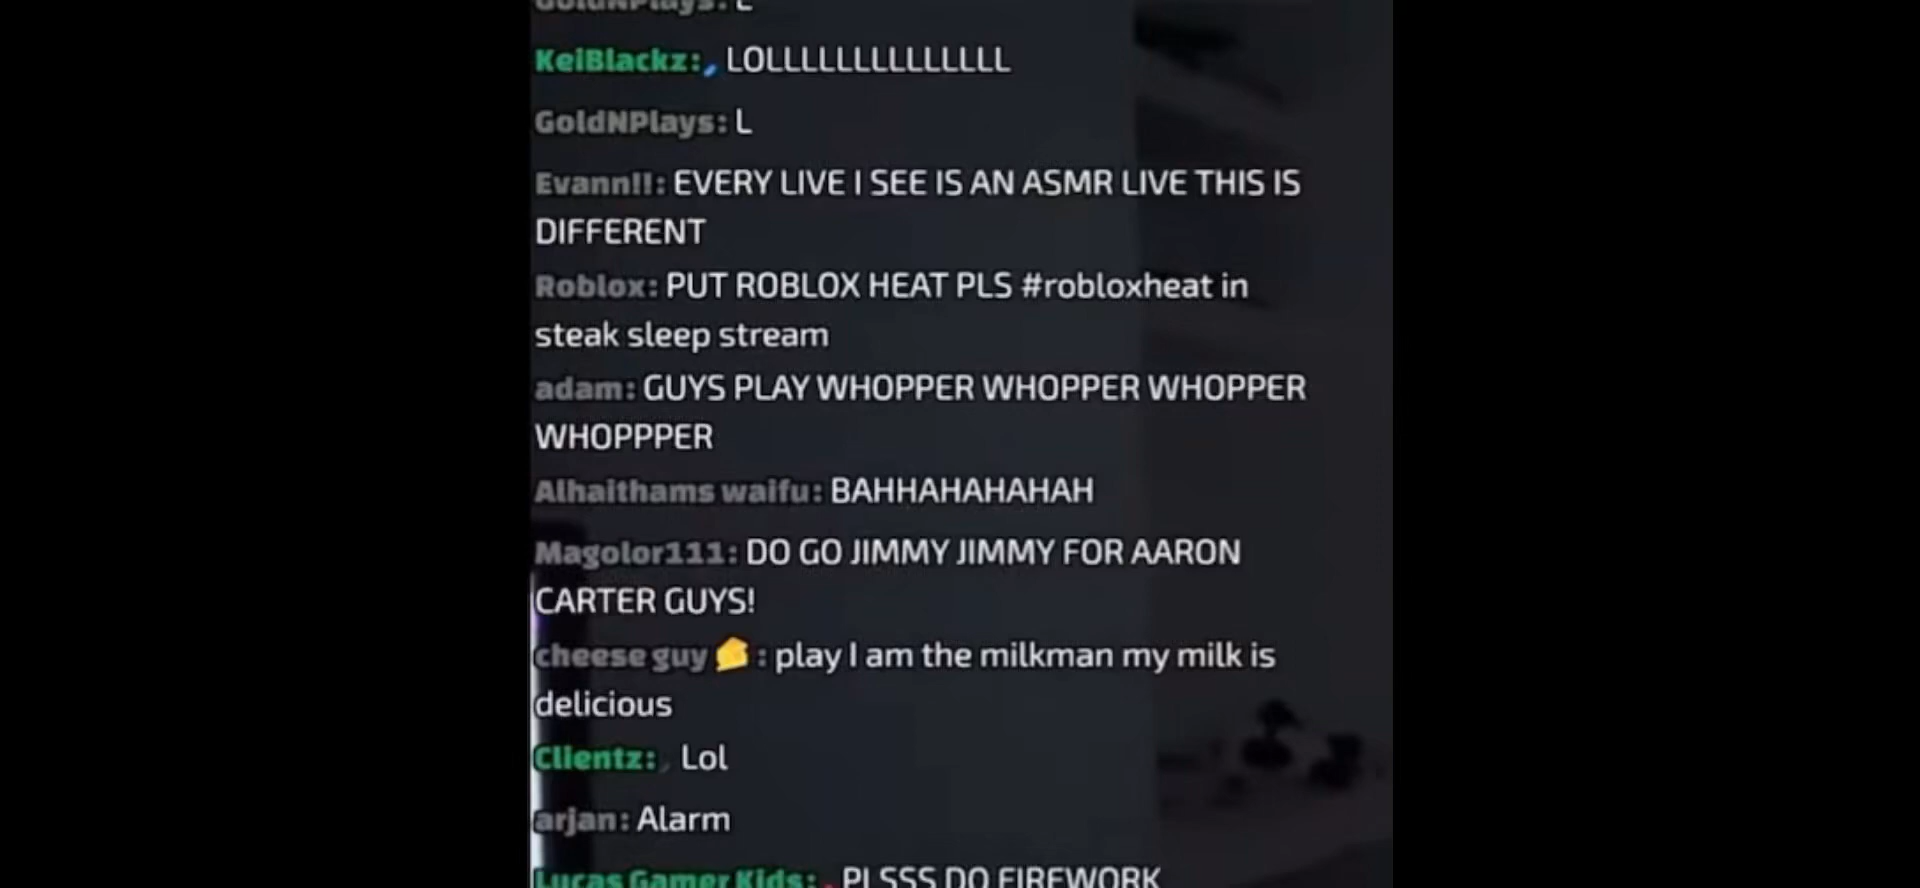 GoldNPlays: L
KeiBlackz: LOLLLLLLLLLLLLLL
GoldNPlays: L
Evann!!: EVERY LIVE I SEE IS AN ASMR LIVE THIS IS
DIFFERENT
Roblox: PUT ROBLOX HEAT PLS #robloxheat in
steak sleep stream
adam: GUYS PLAY WHOPPER WHOPPER WHOPPER
WHOPPPER
Alhaithams waifu: BAHHAHAHAHAH
Magolor111: DO GO JIMMY JIMMY FOR AARON
CARTER GUYS!
cheese guy 🧀 : play I am the milkman my milk is
delicious
Clientz: Lol
arjan: Alarm
Lucas Gamer Kids: PLSSS DO FIREWORK